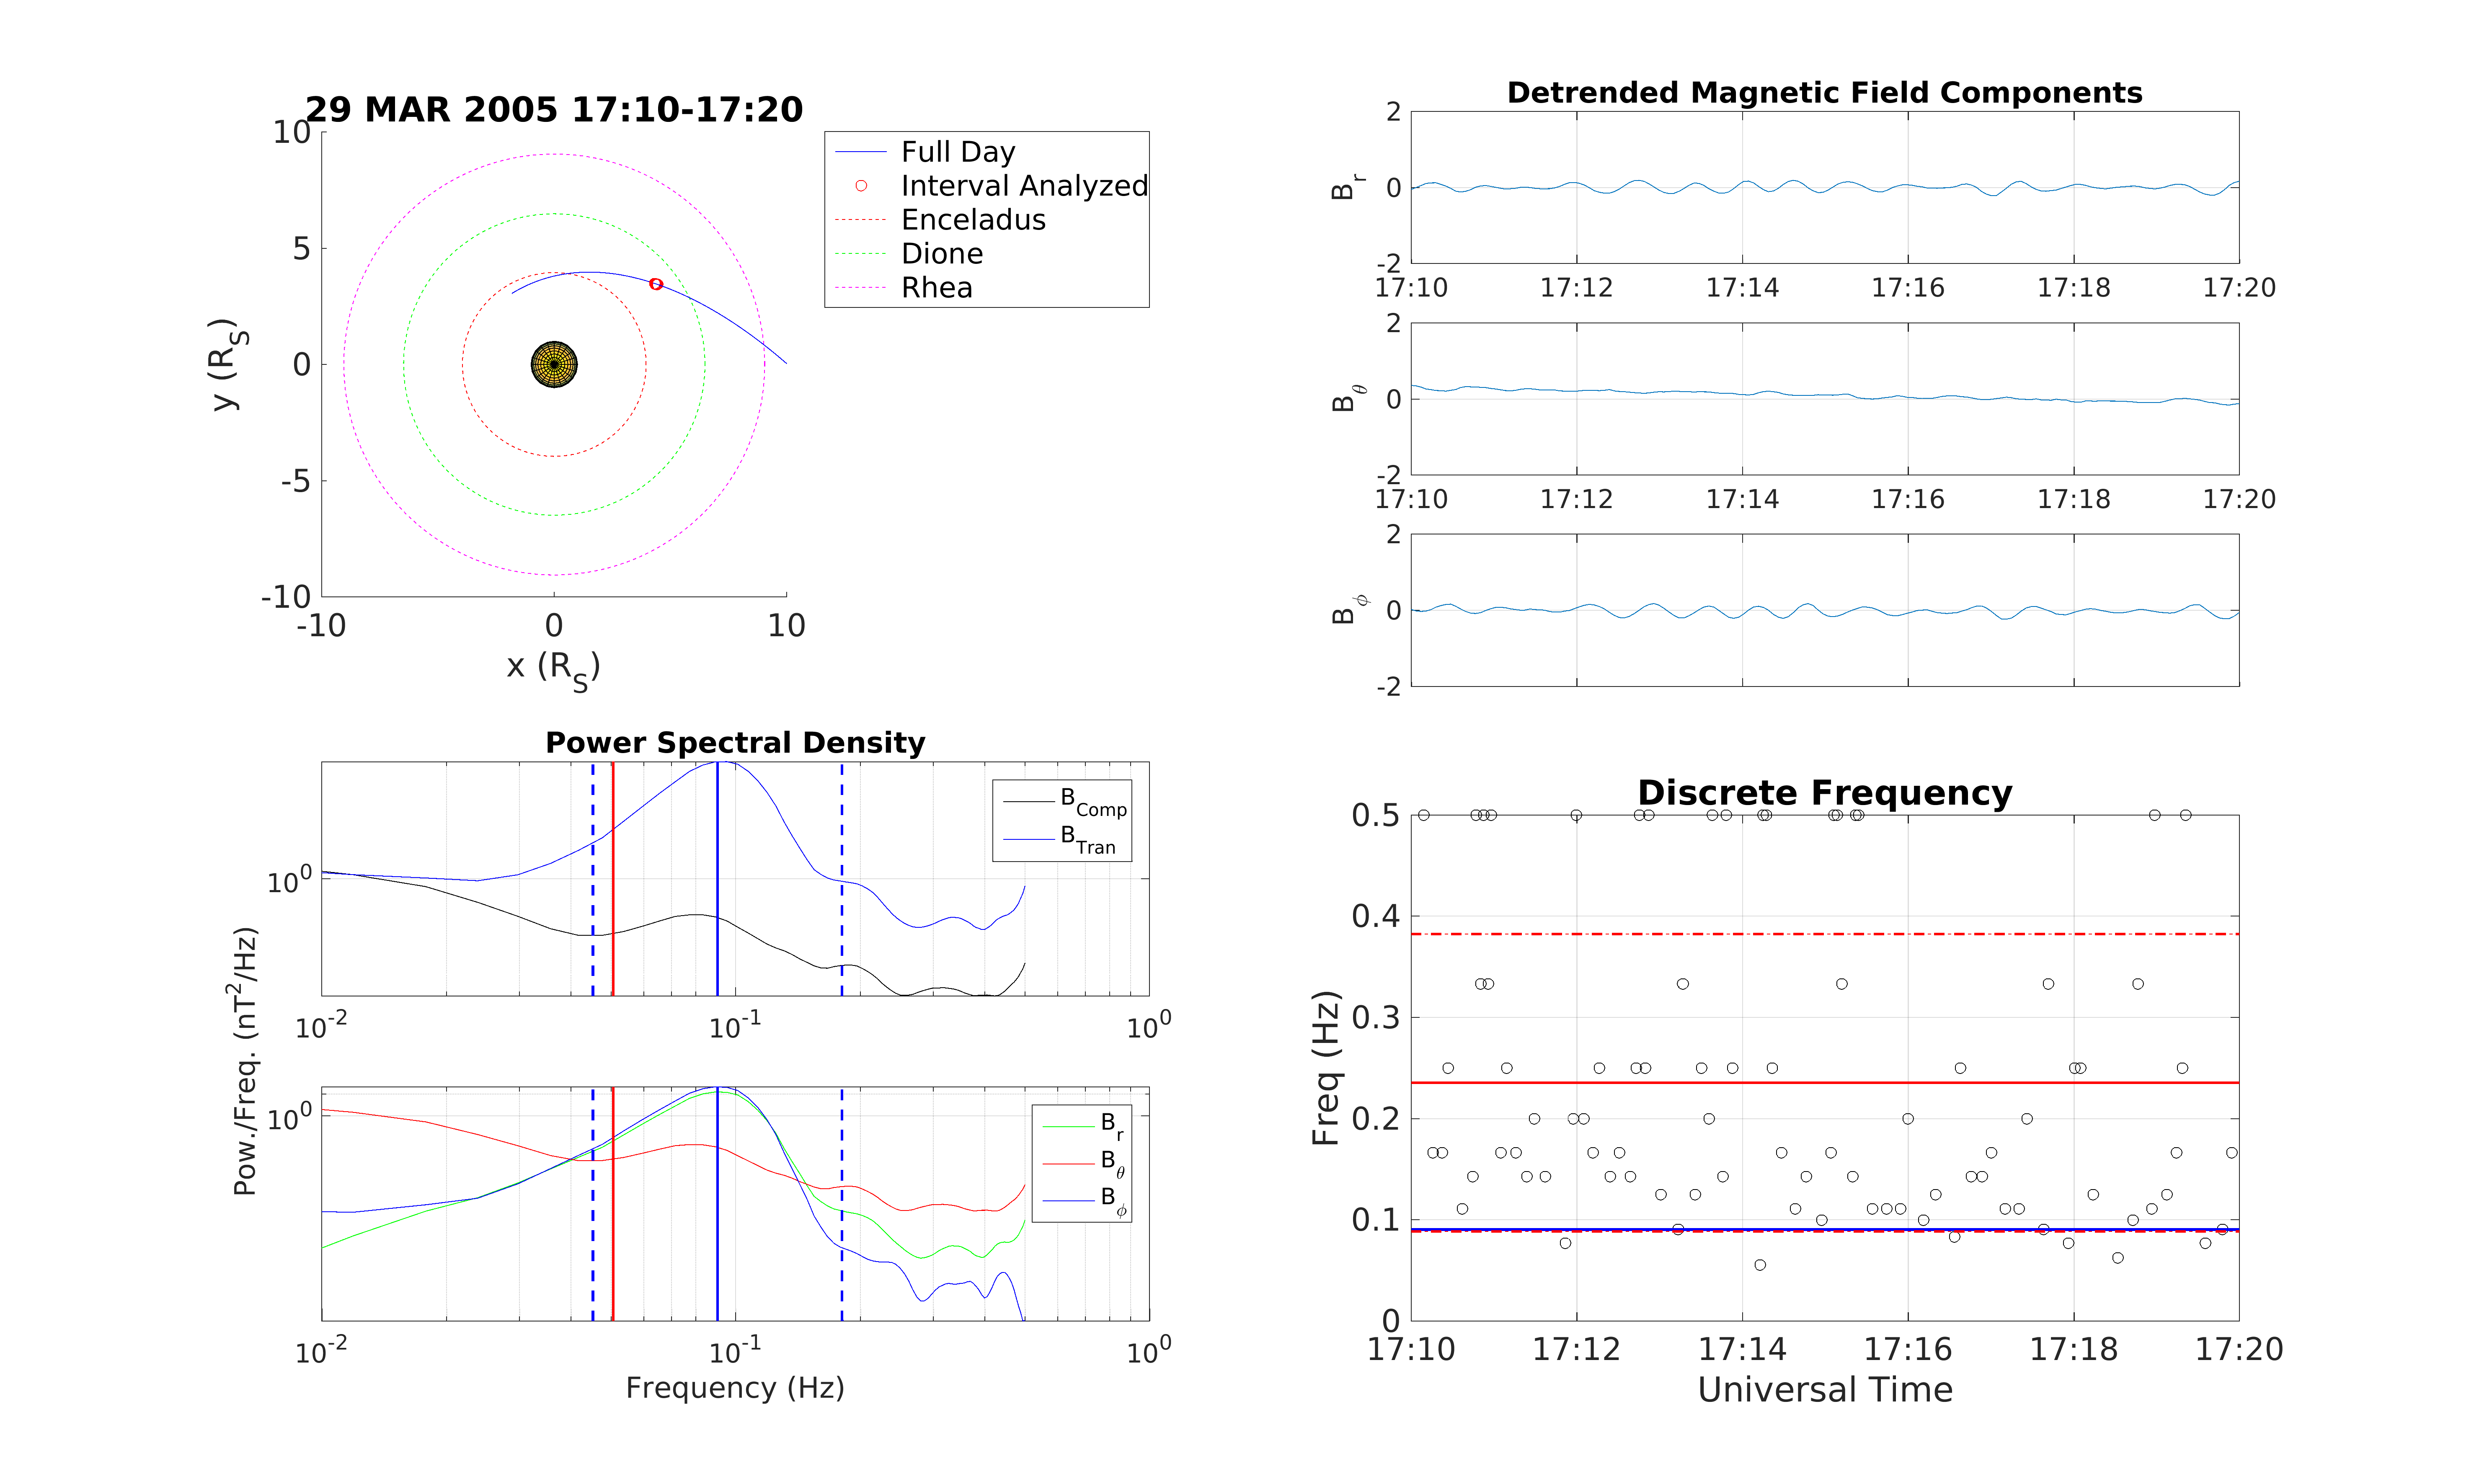 29 MAR 2005 17:10-17:20
10
5
0
-5
-10
-10 0 10
y (R_S)
x (R_S)
Full Day
Interval Analyzed
Enceladus
Dione
Rhea
Detrended Magnetic Field Components
2
0
-2
B_r
17:10 17:12 17:14 17:16 17:18 17:20
2
0
-2
B_θ
17:10 17:12 17:14 17:16 17:18 17:20
2
0
-2
B_ϕ
Power Spectral Density
10^0
B_Comp
B_Tran
10^-2 10^-1 10^0
Pow./Freq. (nT^2/Hz)
10^0
B_r
B_θ
B_ϕ
10^-2 10^-1 10^0
Frequency (Hz)
Discrete Frequency
0.5
0.4
0.3
0.2
0.1
0
Freq (Hz)
17:10 17:12 17:14 17:16 17:18 17:20
Universal Time